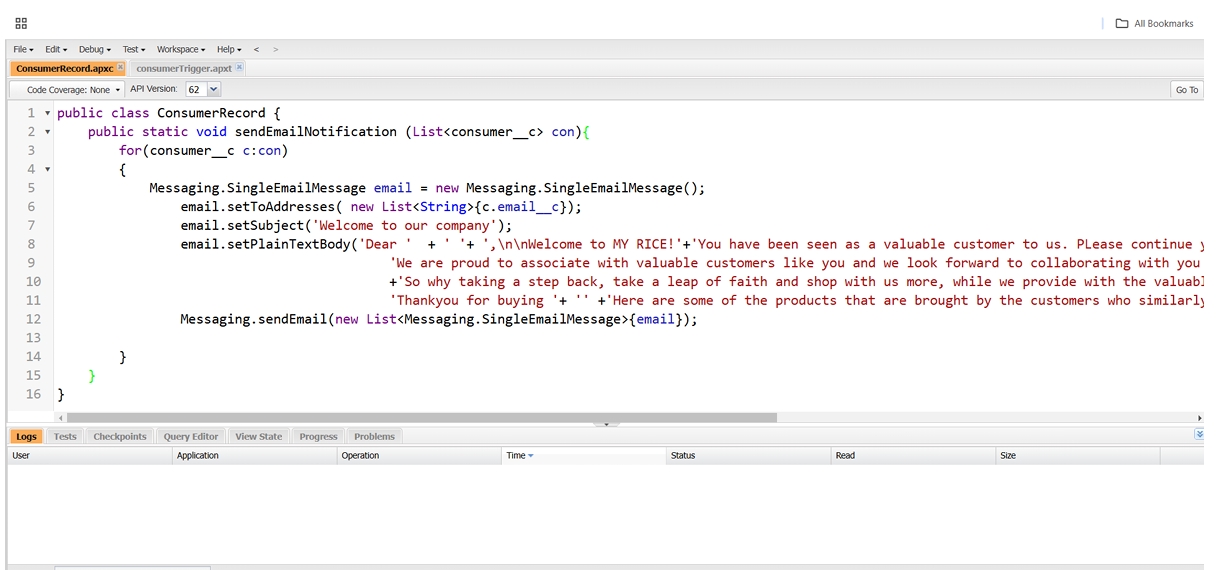 All Bookmarks
File Edit Debug Test Workspace Help < >
ConsumerRecord.apxc consumerTrigger.apxt
Code Coverage: None API Version: 62 Go To
1 public class ConsumerRecord {
2 public static void sendEmailNotification (List<consumer__c> con){
3 for(consumer__c c:con)
4 {
5 Messaging.SingleEmailMessage email = new Messaging.SingleEmailMessage();
6 email.setToAddresses( new List<String>{c.email__c});
7 email.setSubject('Welcome to our company');
8 email.setPlainTextBody('Dear ' + ' '+ ',\n\nWelcome to MY RICE!'+'You have been seen as a valuable customer to us. PLease continue
9 'We are proud to associate with valuable customers like you and we look forward to collaborating with you
10 +'So why taking a step back, take a leap of faith and shop with us more, while we provide with the
11 'Thankyou for buying '+ '' +'Here are some of the products that are brought by the customers who similarly
12 Messaging.sendEmail(new List<Messaging.SingleEmailMessage>{email});
13
14 }
15 }
16 }
Logs Tests Checkpoints Query Editor View State Progress Problems
User Application Operation Time Status Read Size